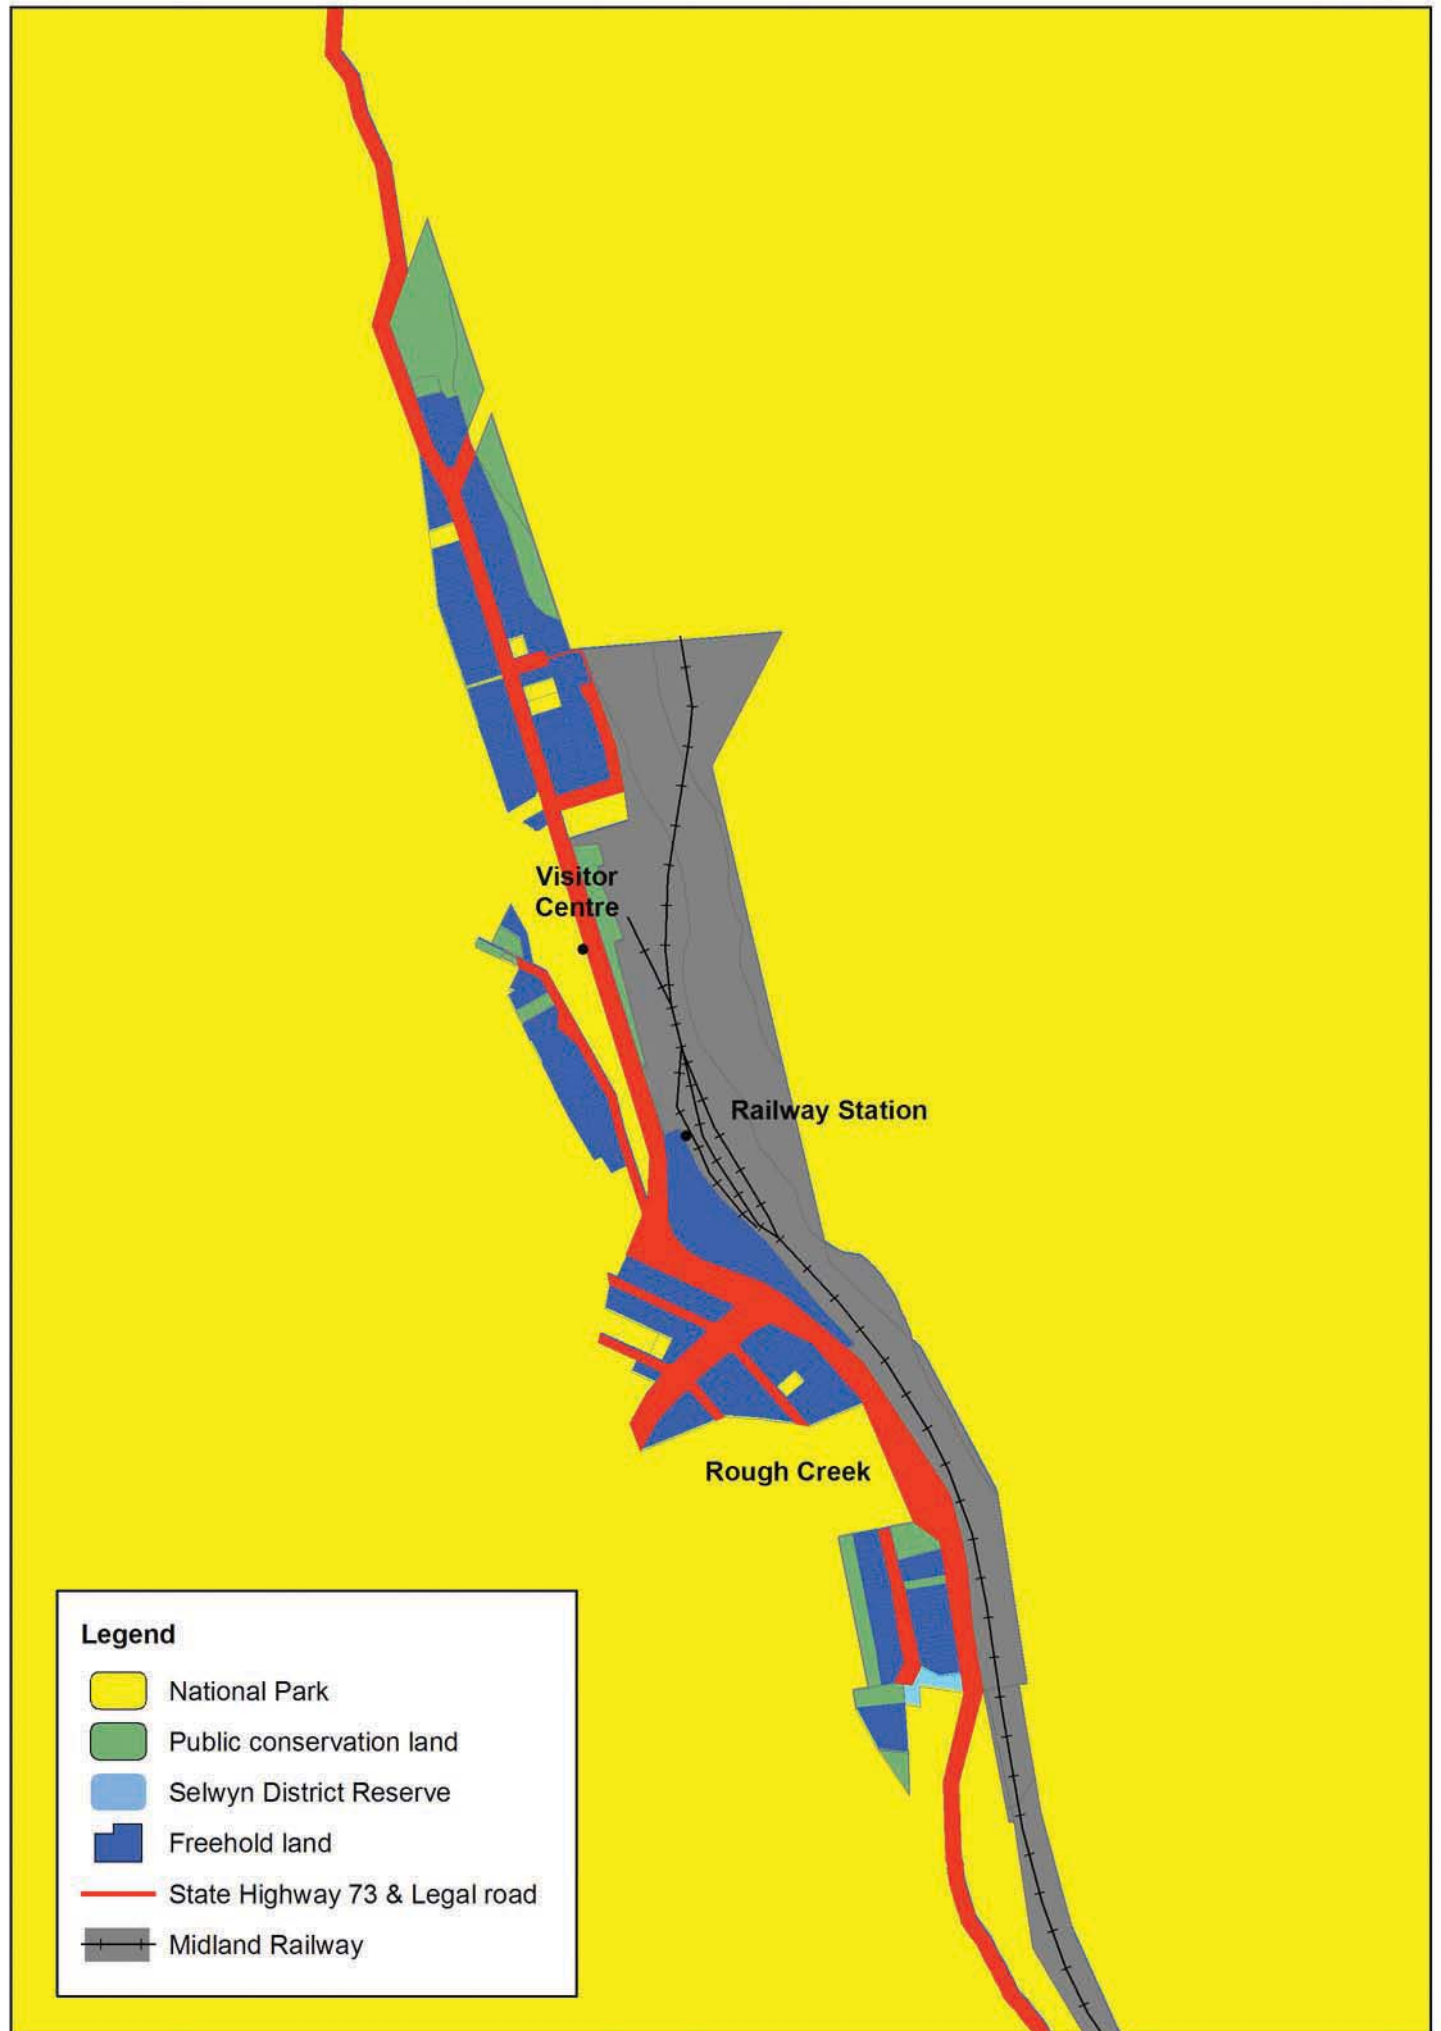 Visitor
Centre
Railway Station
Rough Creek
Legend
National Park
Public conservation land
Selwyn District Reserve
Freehold land
State Highway 73 & Legal road
Midland Railway